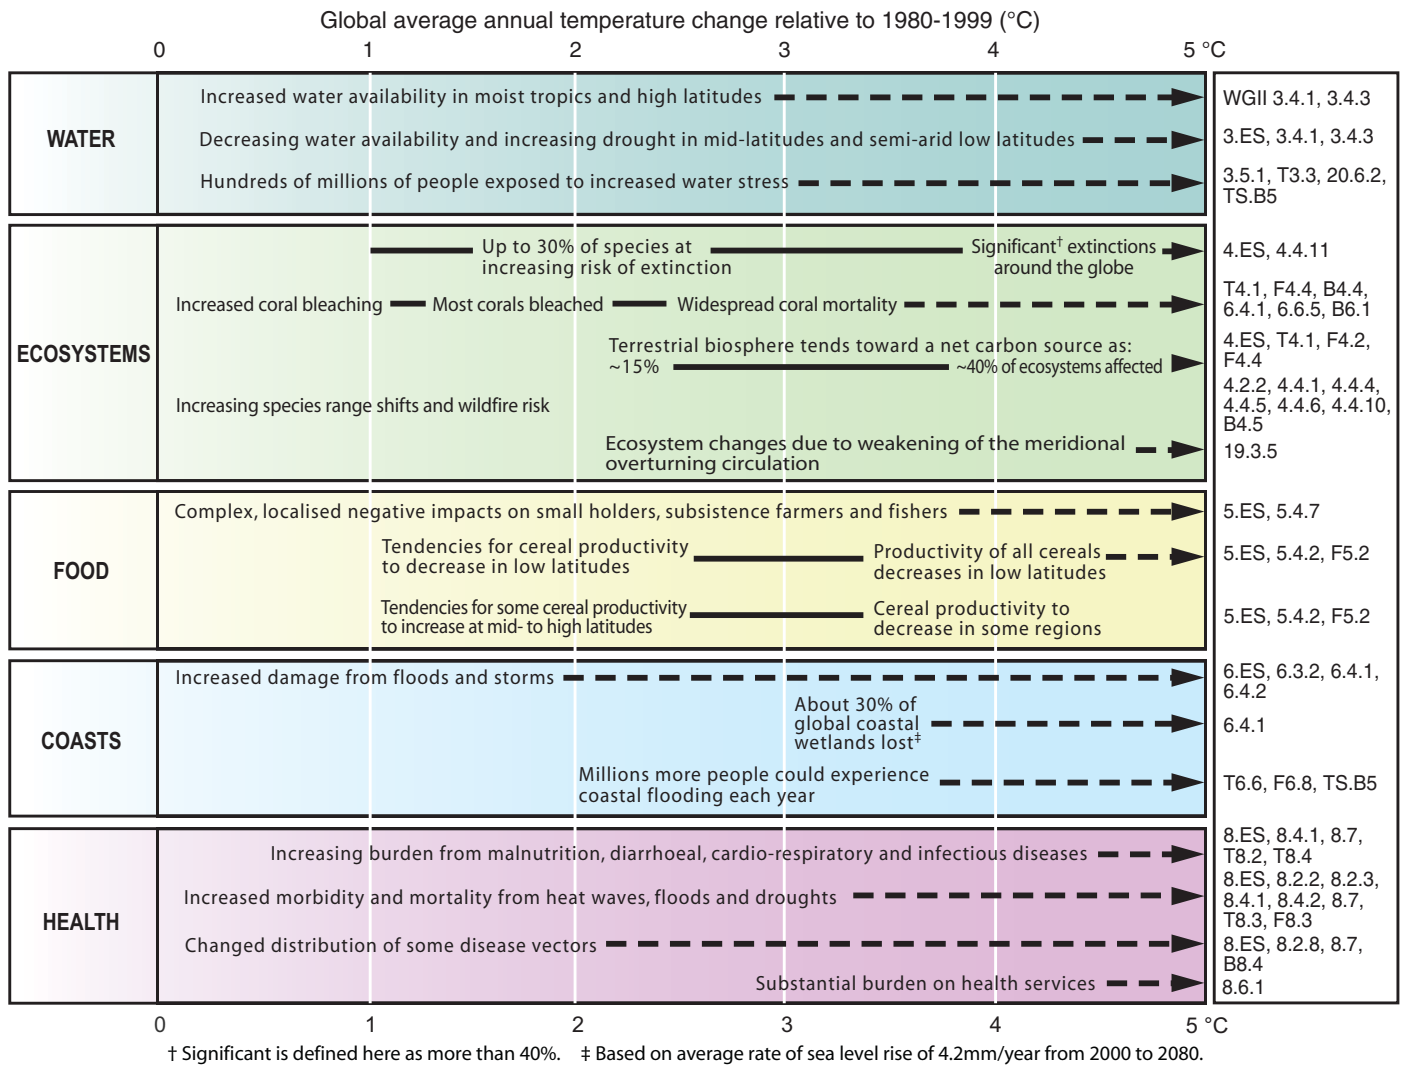 Global average annual temperature change relative to 1980-1999 (°C)
0 1 2 3 4 5 °C
WATER
Increased water availability in moist tropics and high latitudes
WGII 3.4.1, 3.4.3
Decreasing water availability and increasing drought in mid-latitudes and semi-arid low latitudes
3.ES, 3.4.1, 3.4.3
Hundreds of millions of people exposed to increased water stress
3.5.1, T3.3, 20.6.2,
TS.B5
ECOSYSTEMS
Up to 30% of species at
increasing risk of extinction
Significant† extinctions
around the globe
4.ES, 4.4.11
Increased coral bleaching
Most corals bleached
Widespread coral mortality
T4.1, F4.4, B4.4,
6.4.1, 6.6.5, B6.1
Terrestrial biosphere tends toward a net carbon source as:
~15%
~40% of ecosystems affected
4.ES, T4.1, F4.2,
F4.4
Increasing species range shifts and wildfire risk
4.2.2, 4.4.1, 4.4.4,
4.4.5, 4.4.6, 4.4.10,
B4.5
Ecosystem changes due to weakening of the meridional
overturning circulation
19.3.5
FOOD
Complex, localised negative impacts on small holders, subsistence farmers and fishers
5.ES, 5.4.7
Tendencies for cereal productivity
to decrease in low latitudes
Productivity of all cereals
decreases in low latitudes
5.ES, 5.4.2, F5.2
Tendencies for some cereal productivity
to increase at mid- to high latitudes
Cereal productivity to
decrease in some regions
5.ES, 5.4.2, F5.2
COASTS
Increased damage from floods and storms
6.ES, 6.3.2, 6.4.1,
6.4.2
About 30% of
global coastal
wetlands lost‡
6.4.1
Millions more people could experience
coastal flooding each year
T6.6, F6.8, TS.B5
HEALTH
Increasing burden from malnutrition, diarrhoeal, cardio-respiratory and infectious diseases
8.ES, 8.4.1, 8.7,
T8.2, T8.4
Increased morbidity and mortality from heat waves, floods and droughts
8.ES, 8.2.2, 8.2.3,
8.4.1, 8.4.2, 8.7,
T8.3, F8.3
Changed distribution of some disease vectors
8.ES, 8.2.8, 8.7,
B8.4
Substantial burden on health services
8.6.1
0 1 2 3 4 5 °C
† Significant is defined here as more than 40%. ‡ Based on average rate of sea level rise of 4.2mm/year from 2000 to 2080.